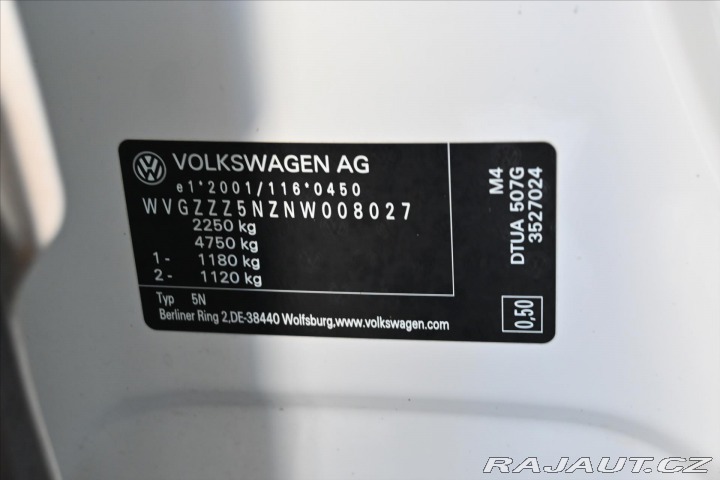 VOLKSWAGEN AG
e1*2001/116*0450
WVGZZZ5NZNW008027
2250 kg
4750 kg
1- 1180 kg
2- 1120 kg
Typ 5N
Berliner Ring 2,DE-38440 Wolfsburg,www.volkswagen.com
M4
DTUA 507G
3527024
0,50
RAJAUT.CZ